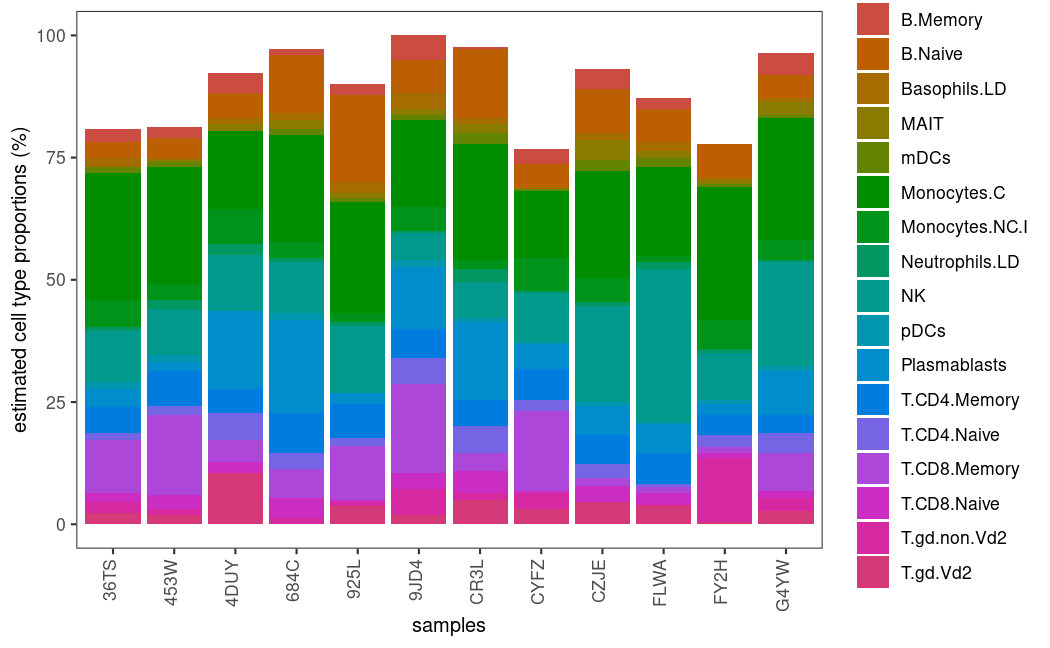 estimated cell type proportions (%)
100
75
50
25
0
36TS
453W
4DUY
684C
925L
9JD4
CR3L
CYFZ
CZJE
FLWA
FY2H
G4YW
samples
B.Memory
B.Naive
Basophils.LD
MAIT
mDCs
Monocytes.C
Monocytes.NC.I
Neutrophils.LD
NK
pDCs
Plasmablasts
T.CD4.Memory
T.CD4.Naive
T.CD8.Memory
T.CD8.Naive
T.gd.non.Vd2
T.gd.Vd2